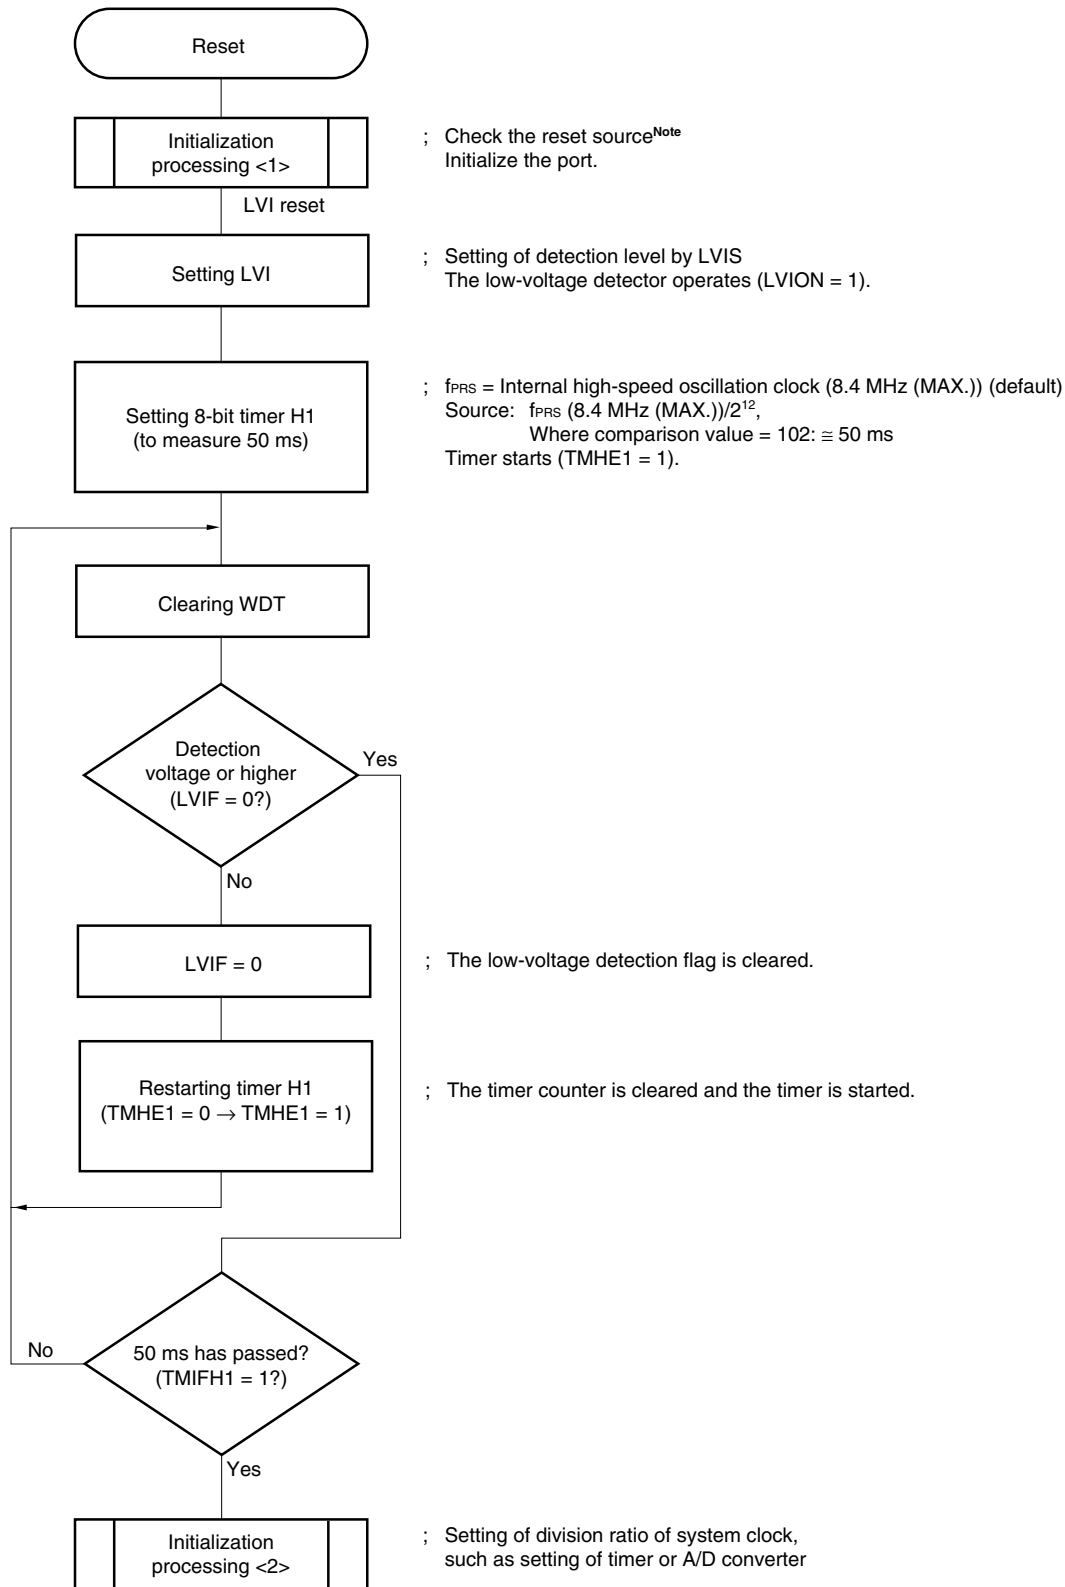 Reset
Initialization
processing <1>
; Check the reset sourceNote
Initialize the port.
LVI reset
Setting LVI
; Setting of detection level by LVIS
The low-voltage detector operates (LVION = 1).
Setting 8-bit timer H1
(to measure 50 ms)
; fPRS = Internal high-speed oscillation clock (8.4 MHz (MAX.)) (default)
Source: fPRS (8.4 MHz (MAX.))/2¹²,
Where comparison value = 102: ≅ 50 ms
Timer starts (TMHE1 = 1).
Clearing WDT
Detection
voltage or higher
(LVIF = 0?)
Yes
No
LVIF = 0
; The low-voltage detection flag is cleared.
Restarting timer H1
(TMHE1 = 0 → TMHE1 = 1)
; The timer counter is cleared and the timer is started.
No
50 ms has passed?
(TMIFH1 = 1?)
Yes
Initialization
processing <2>
; Setting of division ratio of system clock,
such as setting of timer or A/D converter